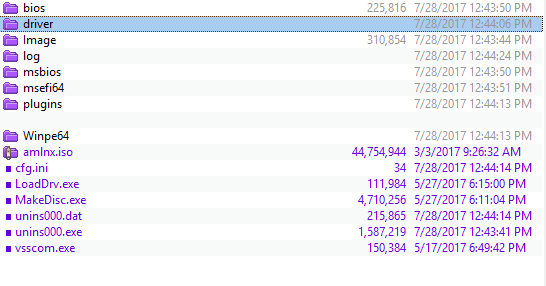 bios 225,816 7/28/2017 12:43:50 PM
driver 7/28/2017 12:44:06 PM
Image 310,854 7/28/2017 12:43:44 PM
log 7/28/2017 12:44:24 PM
msbios 7/28/2017 12:43:50 PM
msefi64 7/28/2017 12:43:51 PM
plugins 7/28/2017 12:44:13 PM
Winpe64 7/28/2017 12:44:13 PM
amlnx.iso 44,754,944 3/3/2017 9:26:32 AM
cfg.ini 34 7/28/2017 12:44:14 PM
LoadDrv.exe 111,984 5/27/2017 6:15:00 PM
MakeDisc.exe 4,710,256 5/27/2017 6:11:04 PM
unins000.dat 215,865 7/28/2017 12:44:14 PM
unins000.exe 1,587,219 7/28/2017 12:43:41 PM
vsscom.exe 150,384 5/17/2017 6:49:42 PM